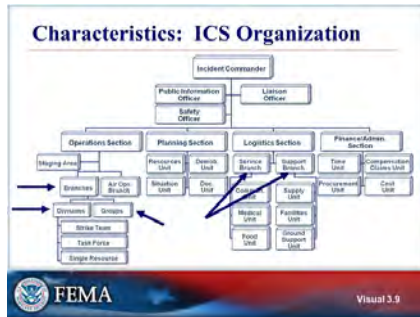 Characteristics: ICS Organization
Incident Commander
Public Information
Officer
Liaison
Officer
Safety
Officer
Operations Section
Planning Section
Logistics Section
Finance/Admin.
Section
Staging Area
Branches
Air Ops.
Branch
Divisions
Groups
Strike Team
Task Force
Single Resource
Resources
Unit
Demob.
Unit
Situation
Unit
Doc.
Unit
Service
Branch
Support
Branch
Commun.
Unit
Supply
Unit
Medical
Unit
Facilities
Unit
Food
Unit
Ground
Support
Unit
Time
Unit
Compensation
Claims Unit
Procurement
Unit
Cost
Unit
FEMA
Visual 3.9